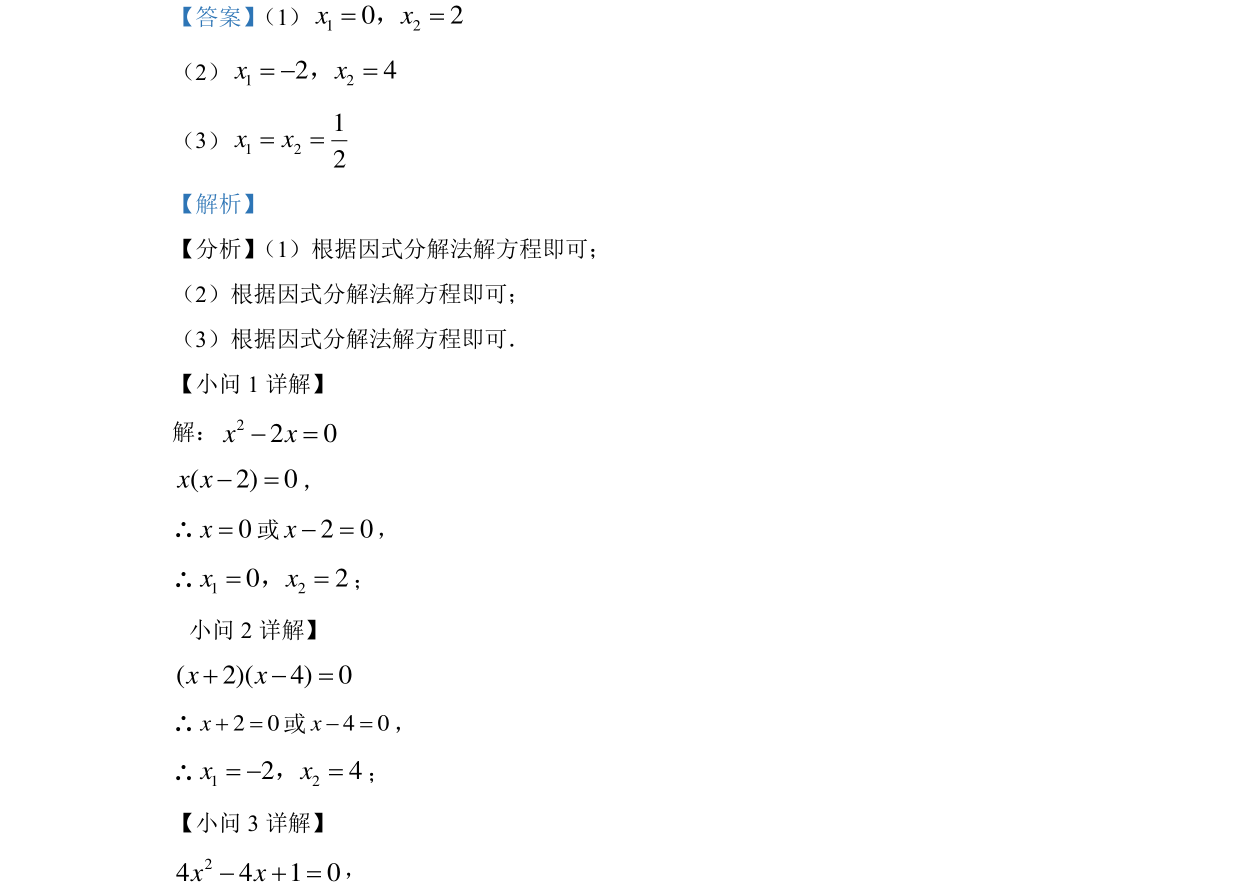 【答案】（1） x₁ = 0，x₂ = 2
（2） x₁ = −2，x₂ = 4
（3） x₁ = x₂ = 1/2
【解析】
【分析】（1）根据因式分解法解方程即可；
（2）根据因式分解法解方程即可；
（3）根据因式分解法解方程即可．
【小问 1 详解】
解： x² − 2x = 0
x(x − 2) = 0，
∴ x = 0 或 x − 2 = 0，
∴ x₁ = 0，x₂ = 2；
小问 2 详解】
(x + 2)(x − 4) = 0
∴ x + 2 = 0 或 x − 4 = 0，
∴ x₁ = −2，x₂ = 4；
【小问 3 详解】
4x² − 4x + 1 = 0，